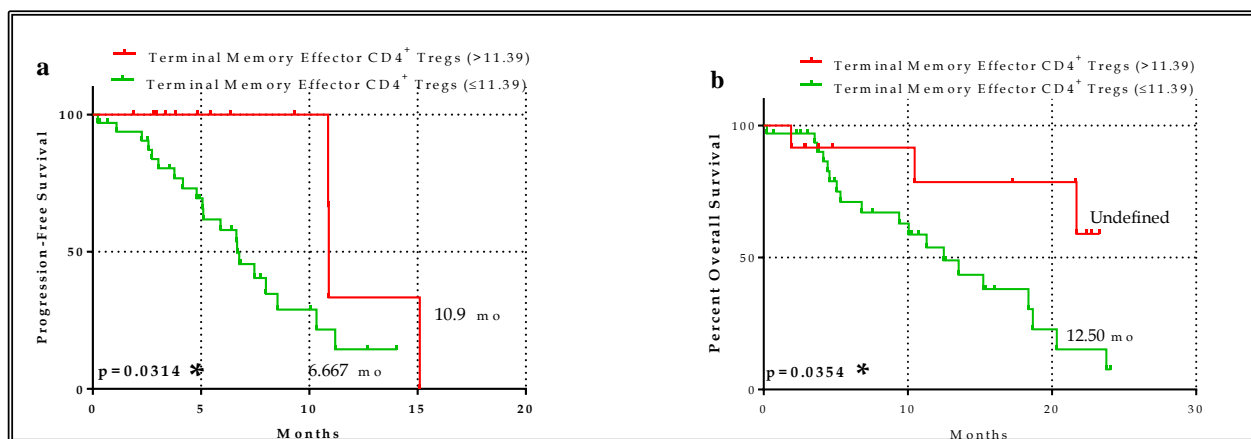 a
Terminal Memory Effector CD4+ Tregs (>11.39)
Terminal Memory Effector CD4+ Tregs (≤11.39)
Progression-Free Survival
100
50
0
10.9 mo
6.667 mo
p=0.0314 *
0 5 10 15 20
Months
b
Terminal Memory Effector CD4+ Tregs (>11.39)
Terminal Memory Effector CD4+ Tregs (≤11.39)
Percent Overall Survival
100
50
0
Undefined
12.50 mo
p=0.0354 *
0 10 20 30
Months